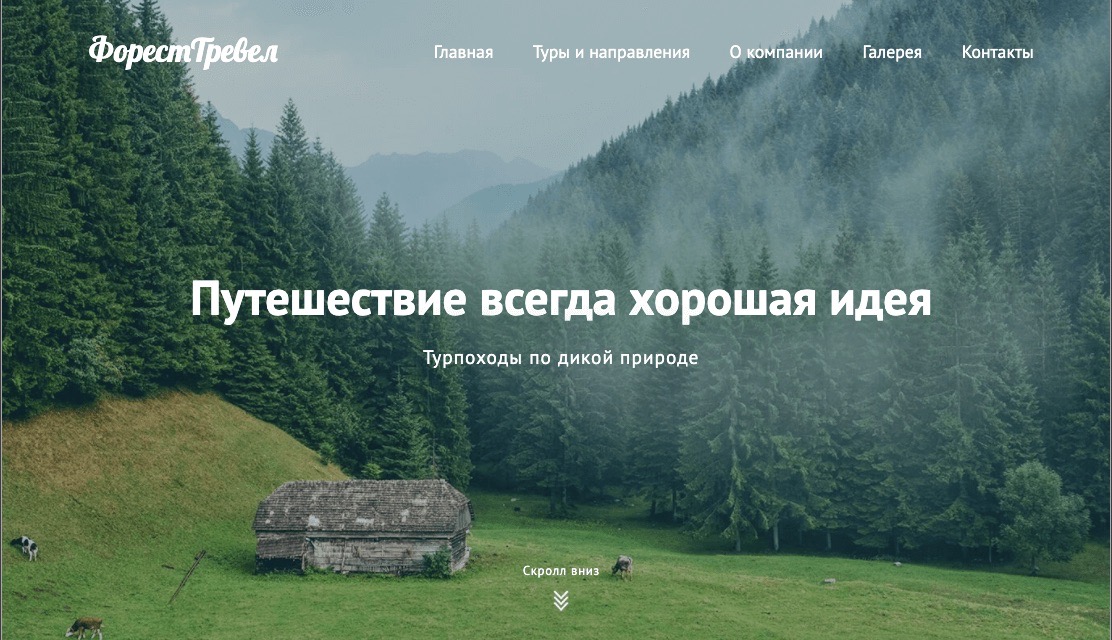 ФорестТревел
Главная Туры и направления О компании Галерея Контакты
Путешествие всегда хорошая идея
Турпоходы по дикой природе
Скролл вниз